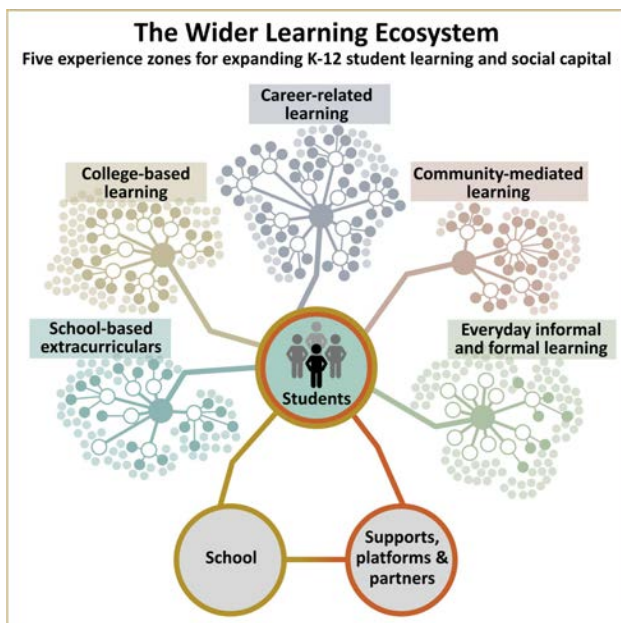 The Wider Learning Ecosystem
Five experience zones for expanding K-12 student learning and social capital
Career-related
learning
College-based
learning
Community-mediated
learning
School-based
extracurriculars
Everyday informal
and formal learning
Students
School
Supports,
platforms &
partners